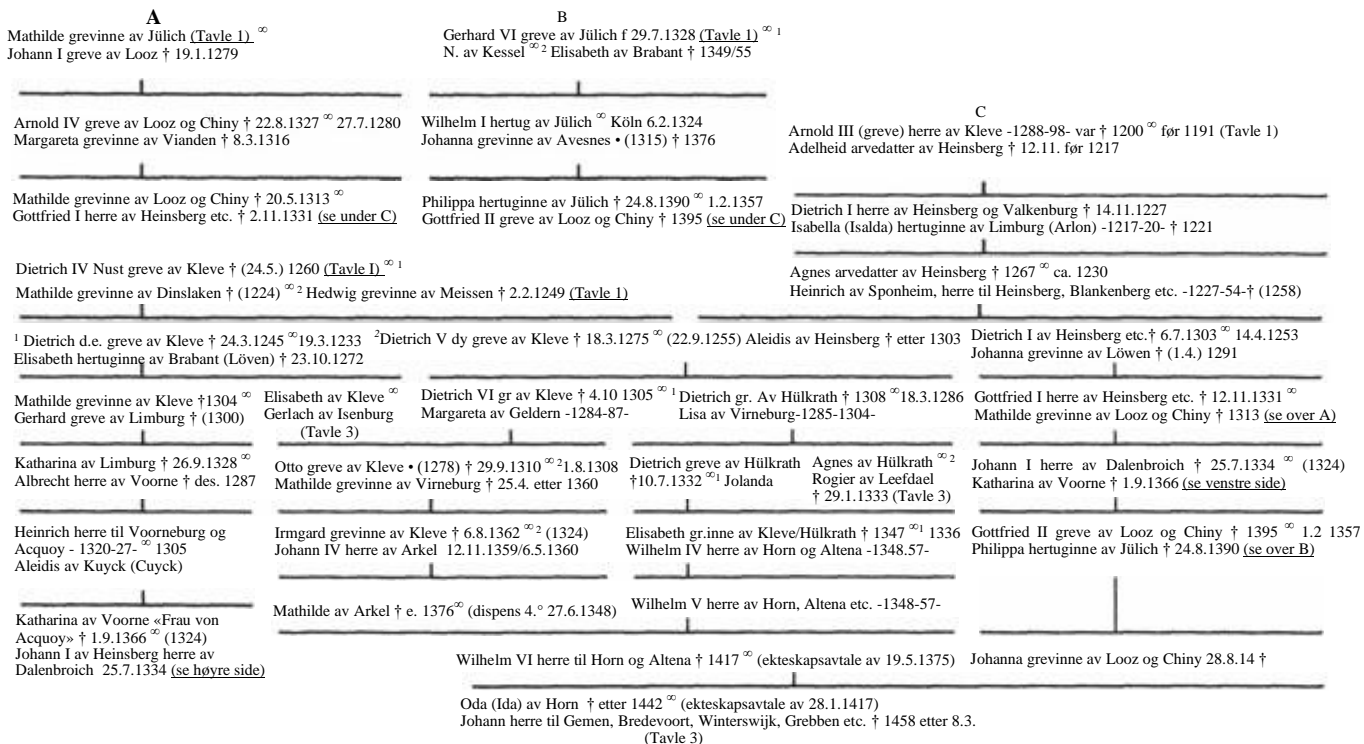 A
Mathilde grevinne av Jülich (Tavle 1) ∞
Johann I greve av Looz † 19.1.1279
Arnold IV greve av Looz og Chiny † 22.8.1327 ∞ 27.7.1280
Margareta grevinne av Vianden † 8.3.1316
Mathilde grevinne av Looz og Chiny † 20.5.1313 ∞
Gottfried I herre av Heinsberg etc. † 2.11.1331 (se under C)
B
Gerhard VI greve av Jülich f 29.7.1328 (Tavle 1) ∞ 1
N. av Kessel ∞ 2 Elisabeth av Brabant † 1349/55
Wilhelm I hertug av Jülich ∞ Köln 6.2.1324
Johanna grevinne av Avesnes • (1315) † 1376
Philippa hertuginne av Jülich † 24.8.1390 ∞ 1.2.1357
Gottfried II greve av Looz og Chiny † 1395 (se under C)
C
Arnold III (greve) herre av Kleve -1288-98- var † 1200 ∞ før 1191 (Tavle 1)
Adelheid arvedatter av Heinsberg † 12.11. før 1217
Dietrich I herre av Heinsberg og Valkenburg † 14.11.1227
Isabella (Isalda) hertuginne av Limburg (Arlon) -1217-20- † 1221
Agnes arvedatter av Heinsberg † 1267 ∞ ca. 1230
Heinrich av Sponheim, herre til Heinsberg, Blankenberg etc. -1227-54-† (1258)
Dietrich IV Nust greve av Kleve † (24.5.) 1260 (Tavle I) ∞ 1
Mathilde grevinne av Dinslaken † (1224) ∞ 2 Hedwig grevinne av Meissen † 2.2.1249 (Tavle 1)
1 Dietrich d.e. greve av Kleve † 24.3.1245 ∞19.3.1233
Elisabeth hertuginne av Brabant (Löven) † 23.10.1272
2Dietrich V dy greve av Kleve † 18.3.1275 ∞ (22.9.1255) Aleidis av Heinsberg † etter 1303
Dietrich I av Heinsberg etc.† 6.7.1303 ∞ 14.4.1253
Johanna grevinne av Löwen † (1.4.) 1291
Mathilde grevinne av Kleve †1304 ∞
Gerhard greve av Limburg † (1300)
Elisabeth av Kleve ∞
Gerlach av Isenburg
(Tavle 3)
Dietrich VI gr av Kleve † 4.10 1305 ∞ 1
Margareta av Geldern -1284-87-
Dietrich gr. Av Hülkrath † 1308 ∞ 18.3.1286
Lisa av Virneburg-1285-1304-
Gottfried I herre av Heinsberg etc. † 12.11.1331 ∞
Mathilde grevinne av Looz og Chiny † 1313 (se over A)
Katharina av Limburg † 26.9.1328 ∞
Albrecht herre av Voorne † des. 1287
Otto greve av Kleve • (1278) † 29.9.1310 ∞ 21.8.1308
Mathilde grevinne av Virneburg † 25.4. etter 1360
Dietrich greve av Hülkrath
†10.7.1332 ∞1 Jolanda
Agnes av Hülkrath ∞ 2
Rogier av Leefdael
† 29.1.1333 (Tavle 3)
Johann I herre av Dalenbroich † 25.7.1334 ∞ (1324)
Katharina av Voorne † 1.9.1366 (se venstre side)
Heinrich herre til Voorneburg og
Acquoy - 1320-27- ∞ 1305
Aleidis av Kuyck (Cuyck)
Irmgard grevinne av Kleve † 6.8.1362 ∞ 2 (1324)
Johann IV herre av Arkel 12.11.1359/6.5.1360
Elisabeth gr.inne av Kleve/Hülkrath † 1347 ∞1 1336
Wilhelm IV herre av Horn og Altena -1348.57-
Gottfried II greve av Looz og Chiny † 1395 ∞ 1.2 1357
Philippa hertuginne av Jülich † 24.8.1390 (se over B)
Katharina av Voorne «Frau von
Acquoy» † 1.9.1366 ∞ (1324)
Johann I av Heinsberg herre av
Dalenbroich 25.7.1334 (se høyre side)
Mathilde av Arkel † e. 1376∞ (dispens 4.° 27.6.1348)
Wilhelm V herre av Horn, Altena etc. -1348-57-
Wilhelm VI herre til Horn og Altena † 1417 ∞ (ekteskapsavtale av 19.5.1375)
Johanna grevinne av Looz og Chiny 28.8.14 †
Oda (Ida) av Horn † etter 1442 ∞ (ekteskapsavtale av 28.1.1417)
Johann herre til Gemen, Bredevoort, Winterswijk, Grebben etc. † 1458 etter 8.3.
(Tavle 3)